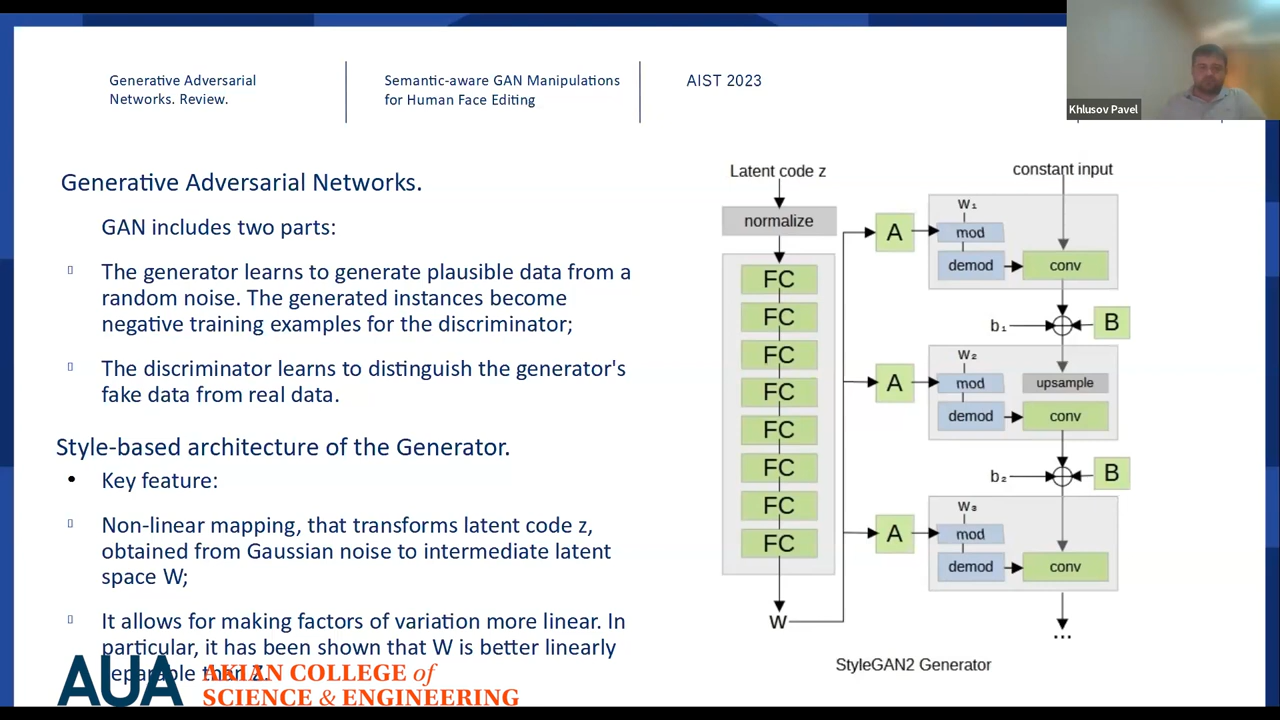 Generative Adversarial
Networks. Review.
Semantic-aware GAN Manipulations
for Human Face Editing
AIST 2023
Khlusov Pavel
Generative Adversarial Networks.
GAN includes two parts:
The generator learns to generate plausible data from a
random noise. The generated instances become
negative training examples for the discriminator;
The discriminator learns to distinguish the generator's
fake data from real data.
Style-based architecture of the Generator.
Key feature:
Non-linear mapping, that transforms latent code z,
obtained from Gaussian noise to intermediate latent
space W;
It allows for making factors of variation more linear. In
particular, it has been shown that W is better linearly
separable than Z.
AUA
AKIAN COLLEGE of
SCIENCE & ENGINEERING
Latent code z
normalize
FC
FC
FC
FC
FC
FC
FC
FC
W
constant input
A
W₁
mod
demod
conv
b₁
B
A
W₂
mod
upsample
demod
conv
b₂
B
A
W₃
mod
demod
conv
...
StyleGAN2 Generator